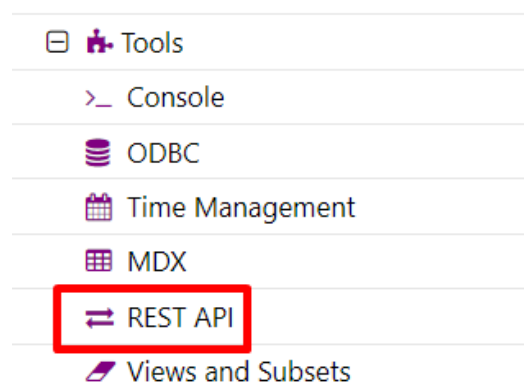 Tools
Console
ODBC
Time Management
MDX
REST API
Views and Subsets